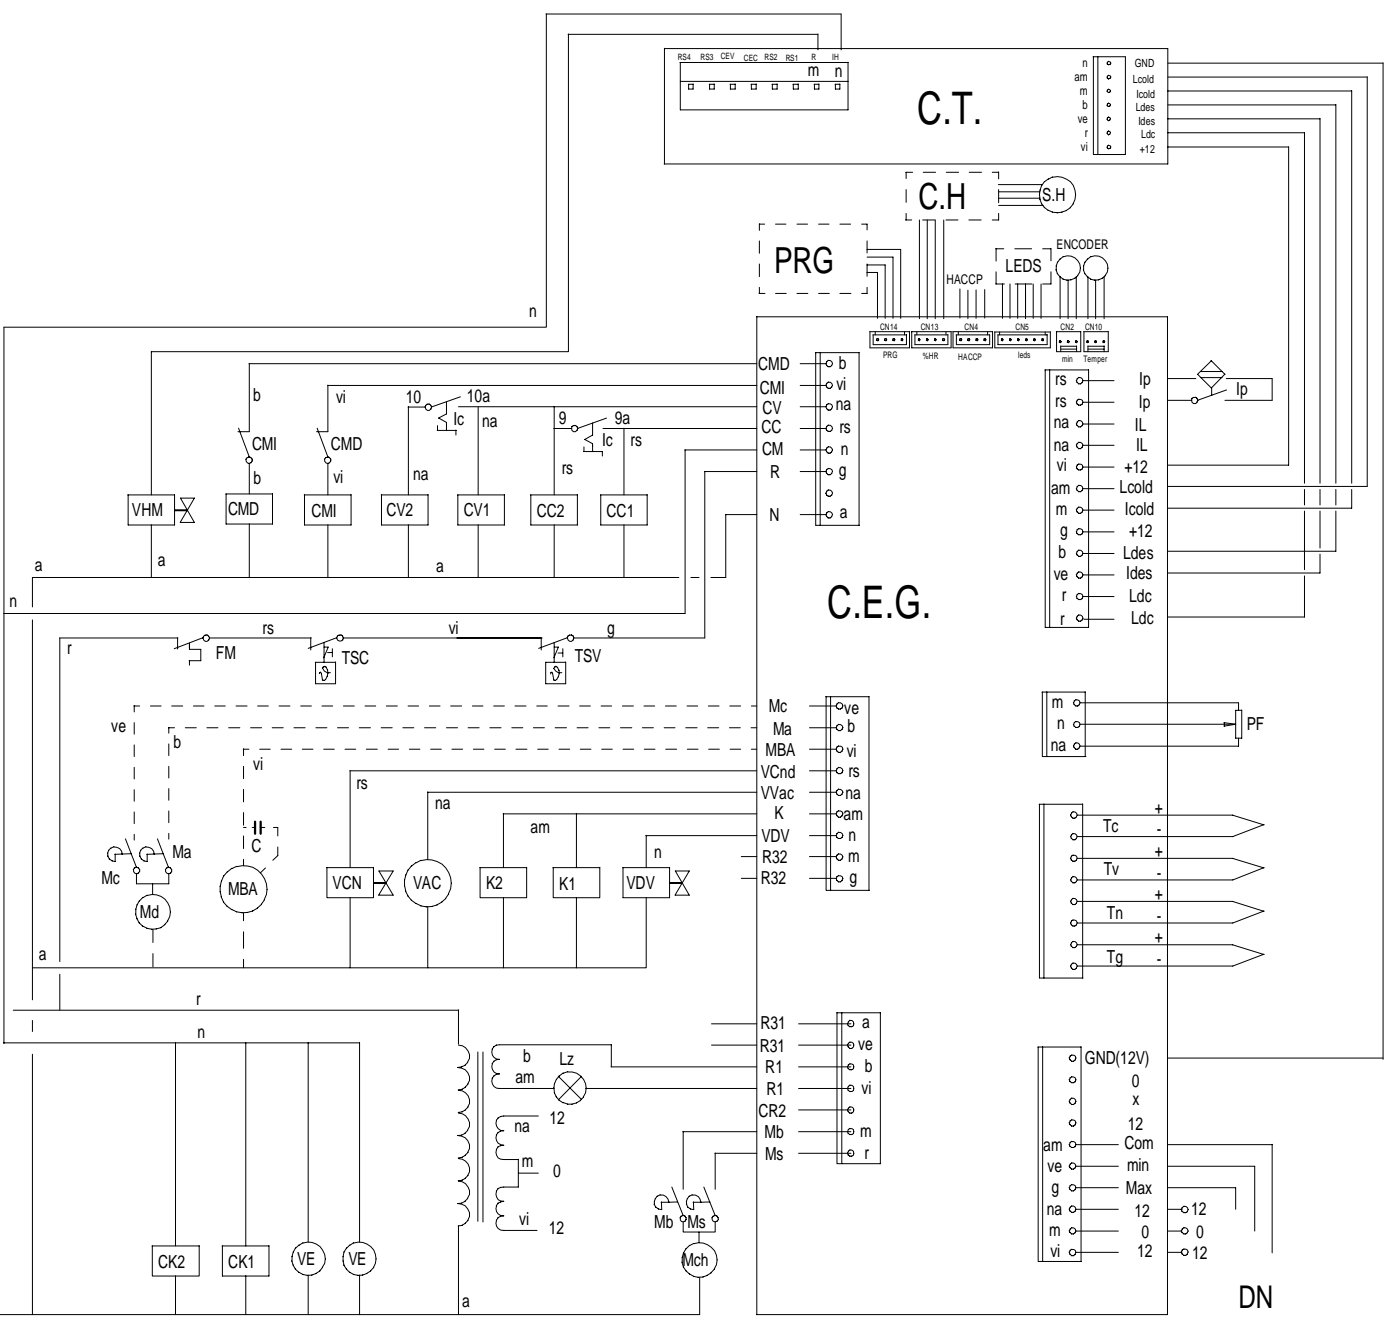 RS4 RS3 CEV CEC RS2 RS1 R IH
m n
C.T.
n GND
am Lcold
m Icold
b Ldes
ve Ides
r Ldc
vi +12
C.H
S.H
PRG
HACCP
LEDS
ENCODER
n
CN14 CN13 CN4 CN5 CN2 CN10
PRG %HR HACCP leds min Temper
CMD b
CMI vi
CV na
CC rs
CM n
R g
N a
b vi 10 10a 9 9a
Ic na Ic rs
CMI CMD
b vi na rs
VHM CMD CMI CV2 CV1 CC2 CC1
a a a
n
rs Ip
rs Ip
na IL
na IL
vi +12
am Lcold
m Icold
g +12
b Ldes
ve Ides
r Ldc
r Ldc
Ip
C.E.G.
r rs vi g
FM TSC TSV
ϑ ϑ
Mc ve
Ma b
MBA vi
VCnd rs
VVac na
K am
VDV n
R32 m
R32 g
m
n PF
na
ve b vi rs na am n
C
Mc Ma
Md MBA VCN VAC K2 K1 VDV
a
Tc + -
Tv + -
Tn + -
Tg + -
r
n
R31 a
R31 ve
R1 b
R1 vi
CR2
Mb m
Ms r
b Lz
am
na 12
m 0
vi 12
Mb Ms
Mch
CK2 CK1 VE VE
a
GND(12V)
0
x
12
am Com
ve min
g Max
na 12 12
m 0 0
vi 12 12
DN